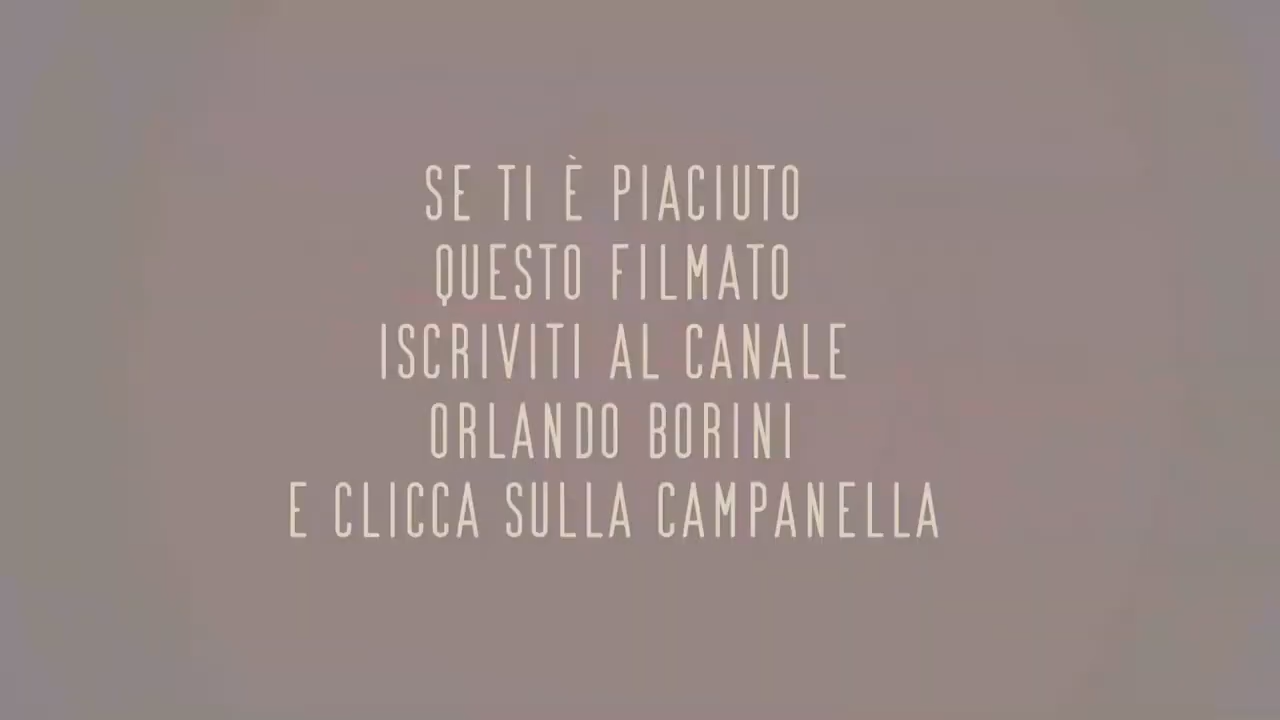 SE TI È PIACIUTO
QUESTO FILMATO
ISCRIVITI AL CANALE
ORLANDO BORINI
E CLICCA SULLA CAMPANELLA